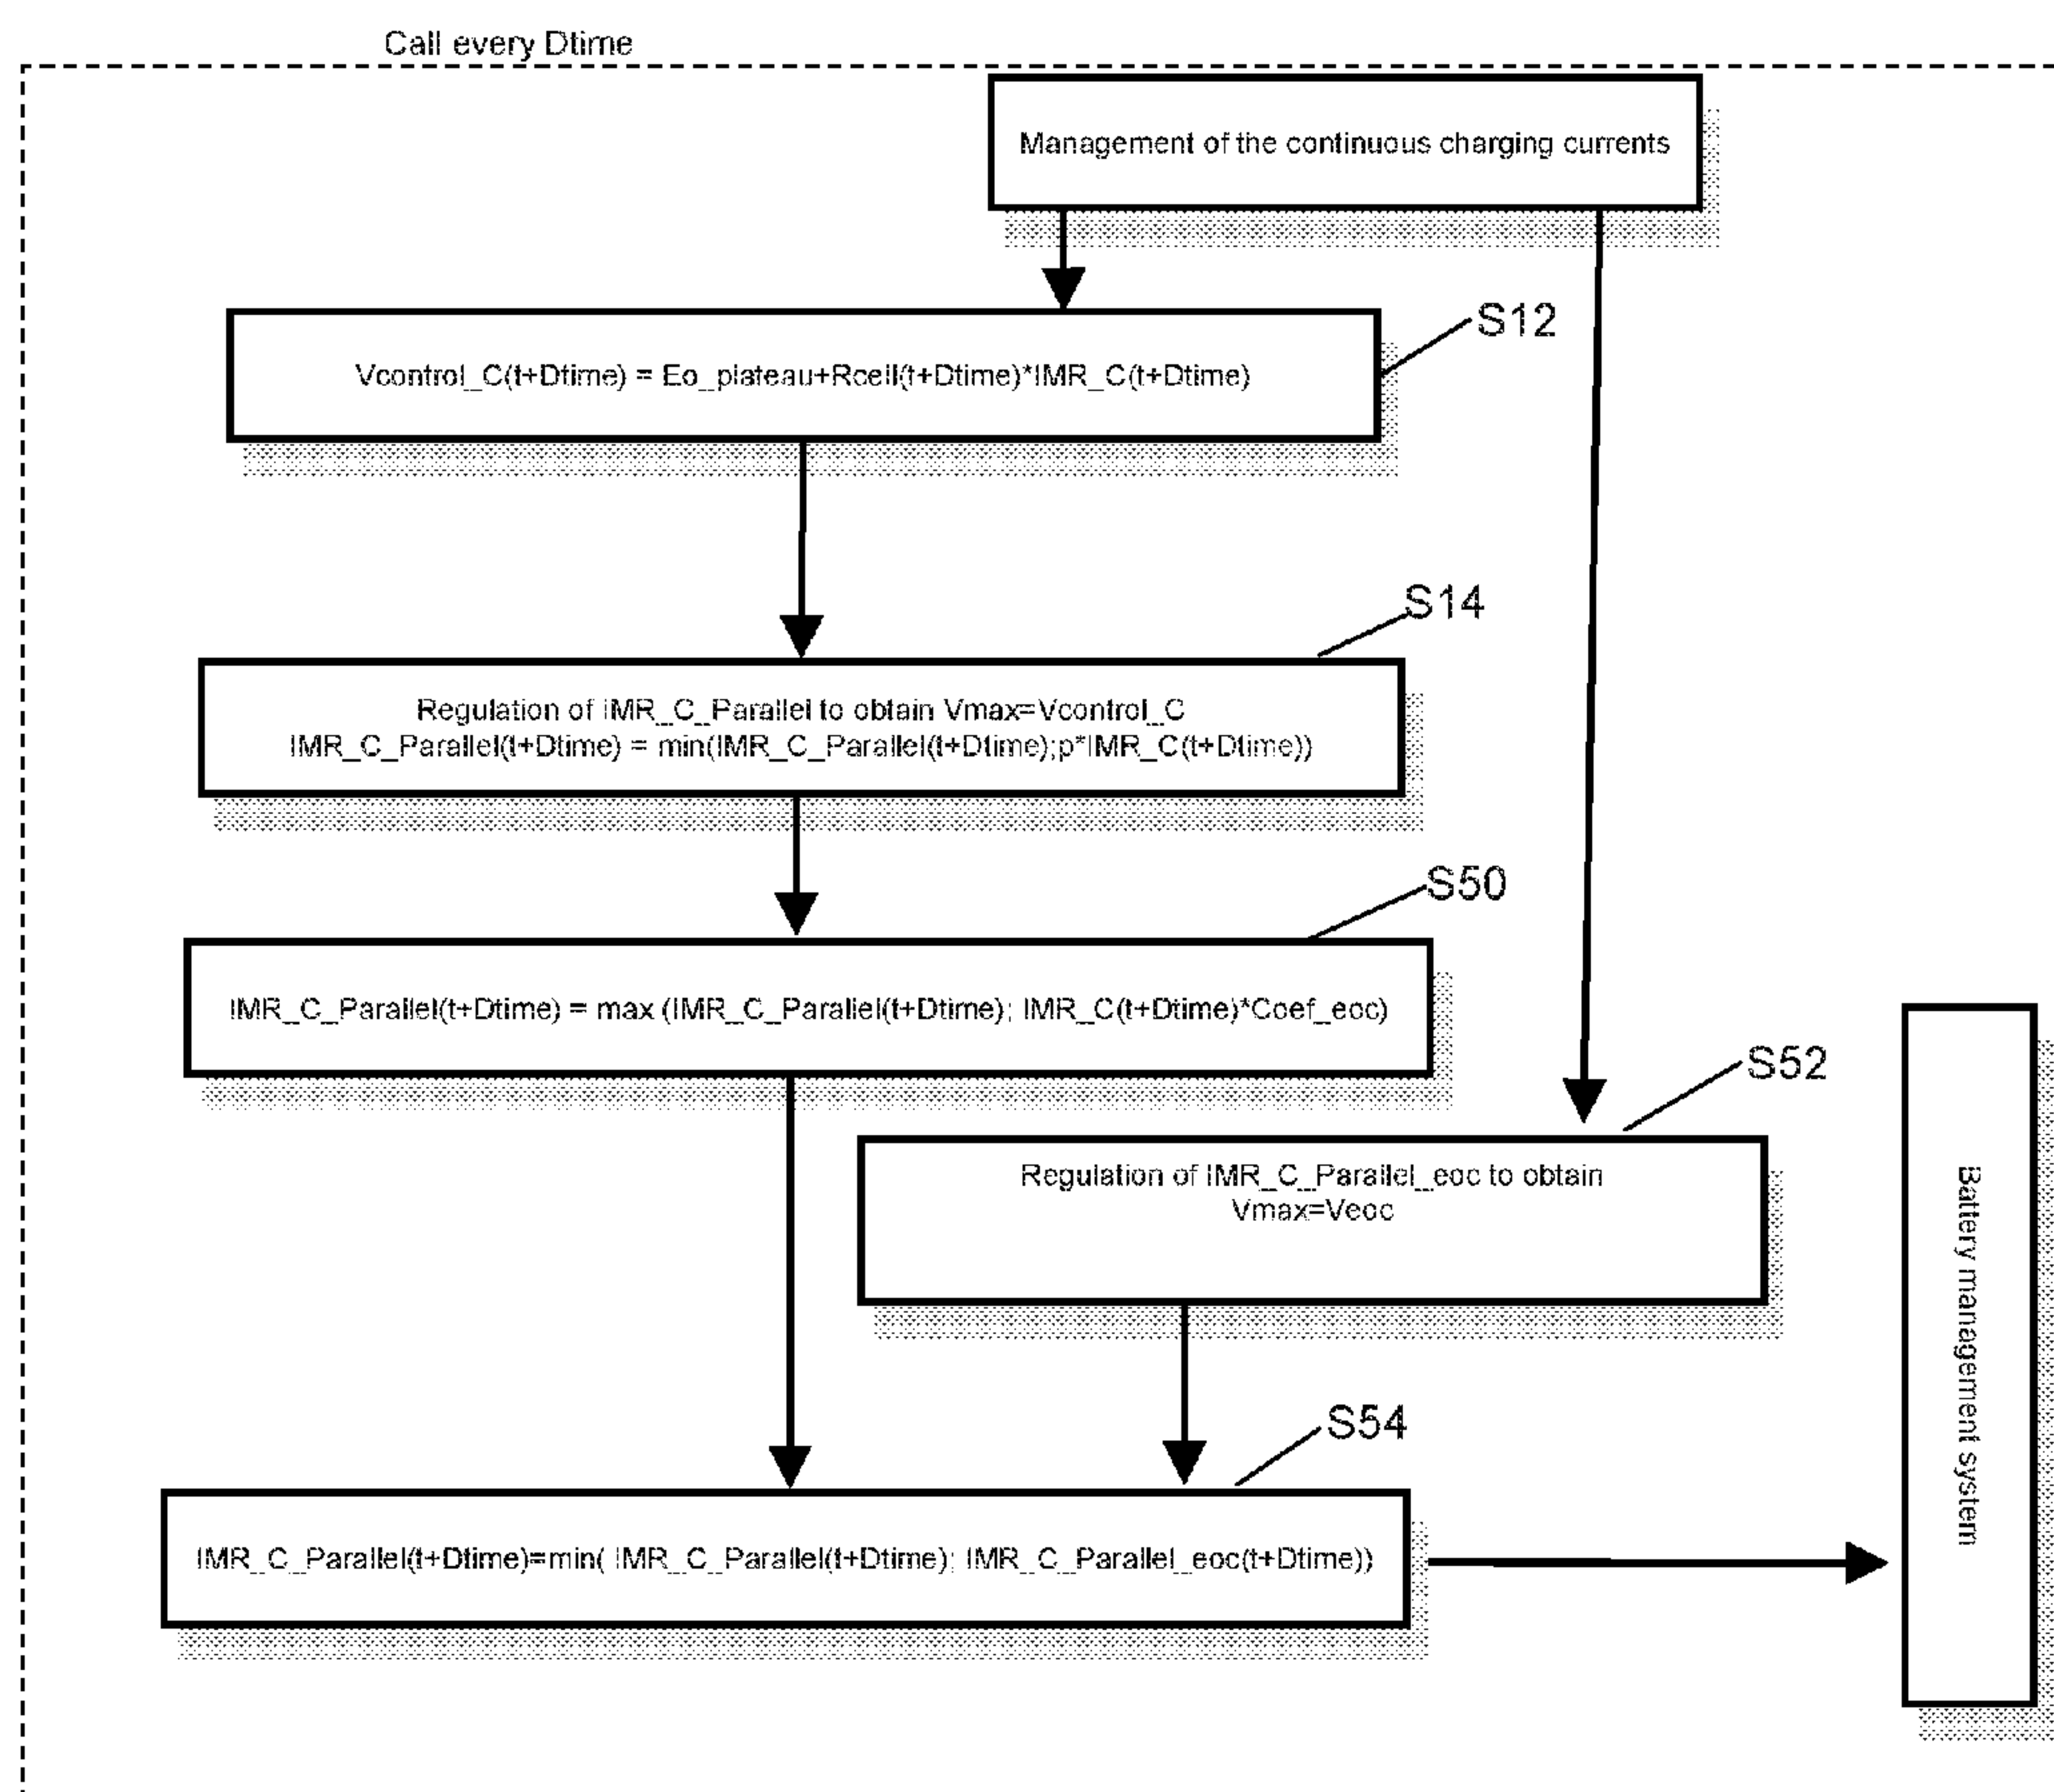 Call every Dtime
Management of the continuous charging currents
S12
Vcontrol_C(t+Dtime) = Eo_plateau+Rcell(t+Dtime)*IMR_C(t+Dtime)
S14
Regulation of IMR_C_Parallel to obtain Vmax=Vcontrol_C
IMR_C_Parallel(t+Dtime) = min(IMR_C_Parallel(t+Dtime);p*IMR_C(t+Dtime))
S50
IMR_C_Parallel(t+Dtime) = max (IMR_C_Parallel(t+Dtime); IMR_C(t+Dtime)*Coef_eoc)
S52
Regulation of IMR_C_Parallel_eoc to obtain
Vmax=Veoc
Battery management system
S54
IMR_C_Parallel(t+Dtime)=min( IMR_C_Parallel(t+Dtime); IMR_C_Parallel_eoc(t+Dtime))